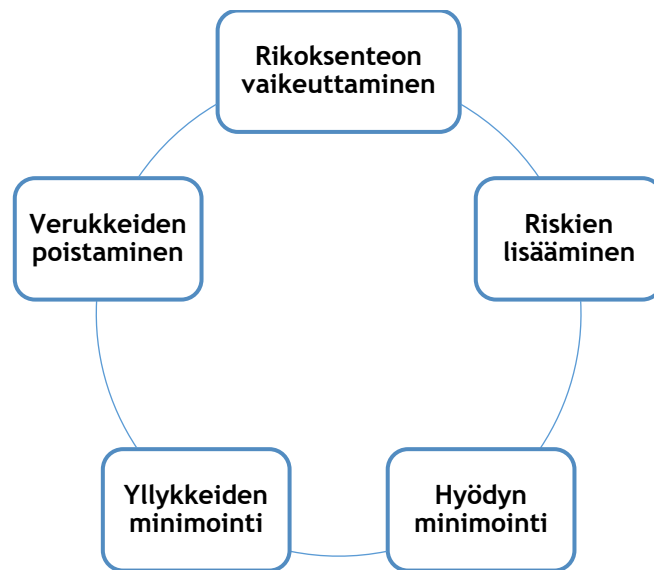 Rikoksenteon
vaikeuttaminen
Verukkeiden
poistaminen
Riskien
lisääminen
Yllykkeiden
minimointi
Hyödyn
minimointi